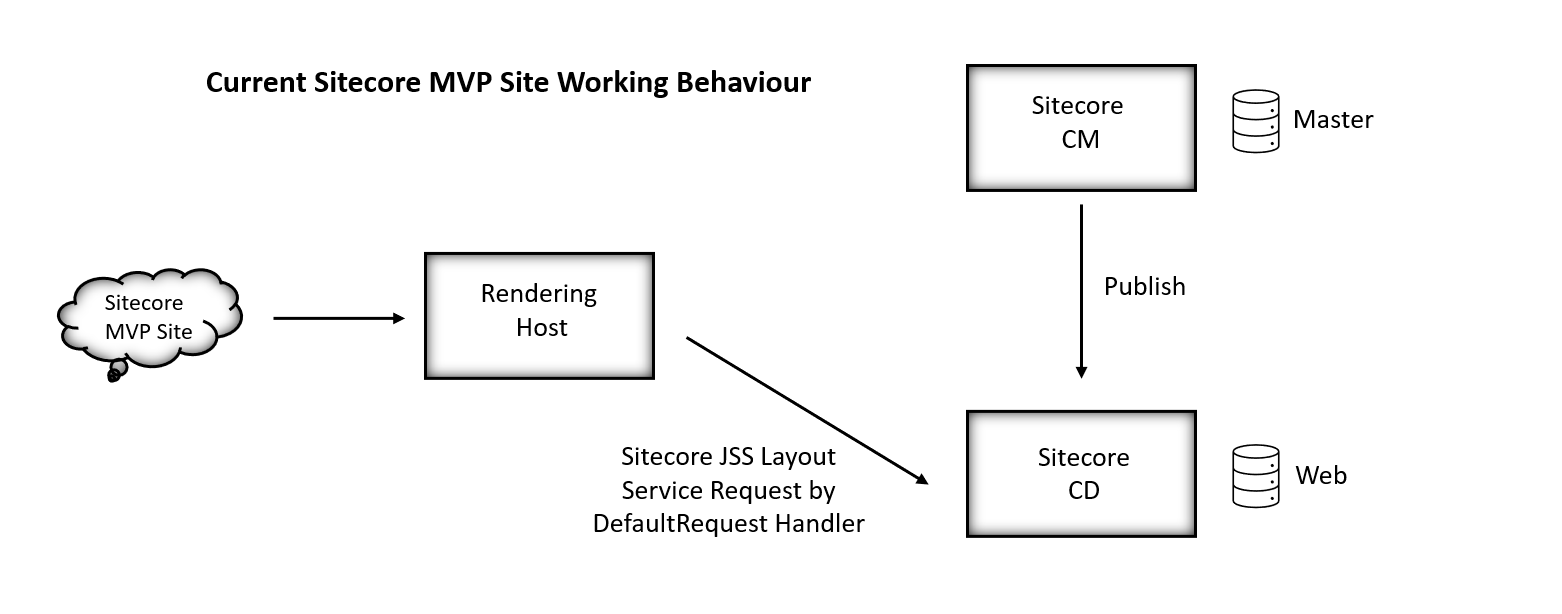 Current Sitecore MVP Site Working Behaviour
Sitecore
CM
Master
Publish
Sitecore
MVP Site
Rendering
Host
Sitecore JSS Layout
Service Request by
DefaultRequest Handler
Sitecore
CD
Web